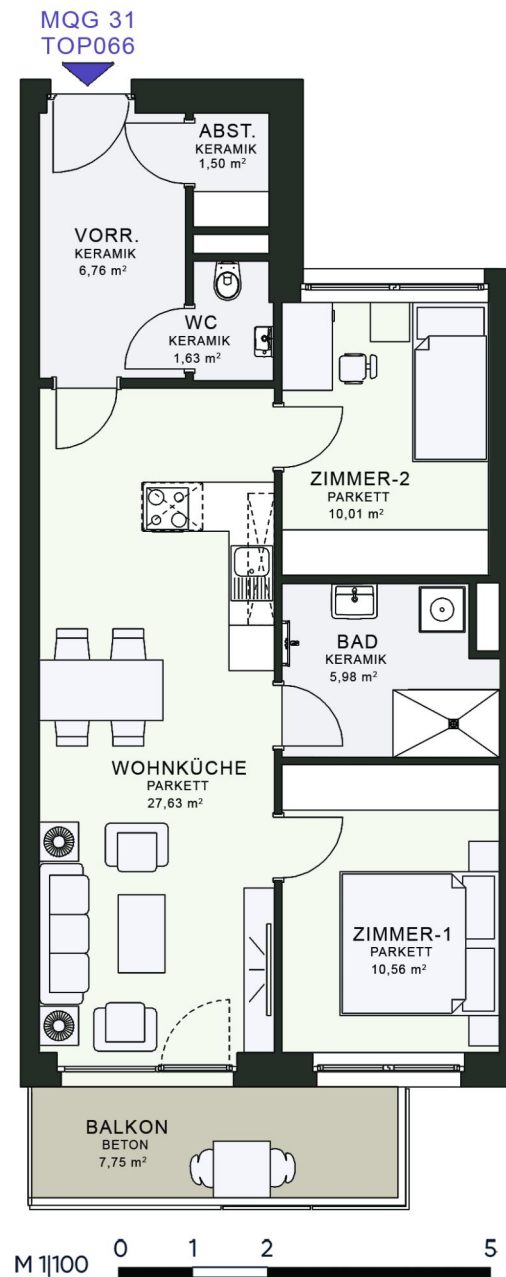 MQG 31
TOP066
ABST.
KERAMIK
1,50 m²
VORR.
KERAMIK
6,76 m²
WC
KERAMIK
1,63 m²
ZIMMER-2
PARKETT
10,01 m²
BAD
KERAMIK
5,98 m²
WOHNKÜCHE
PARKETT
27,63 m²
ZIMMER-1
PARKETT
10,56 m²
BALKON
BETON
7,75 m²
M 1|100 0 1 2 5